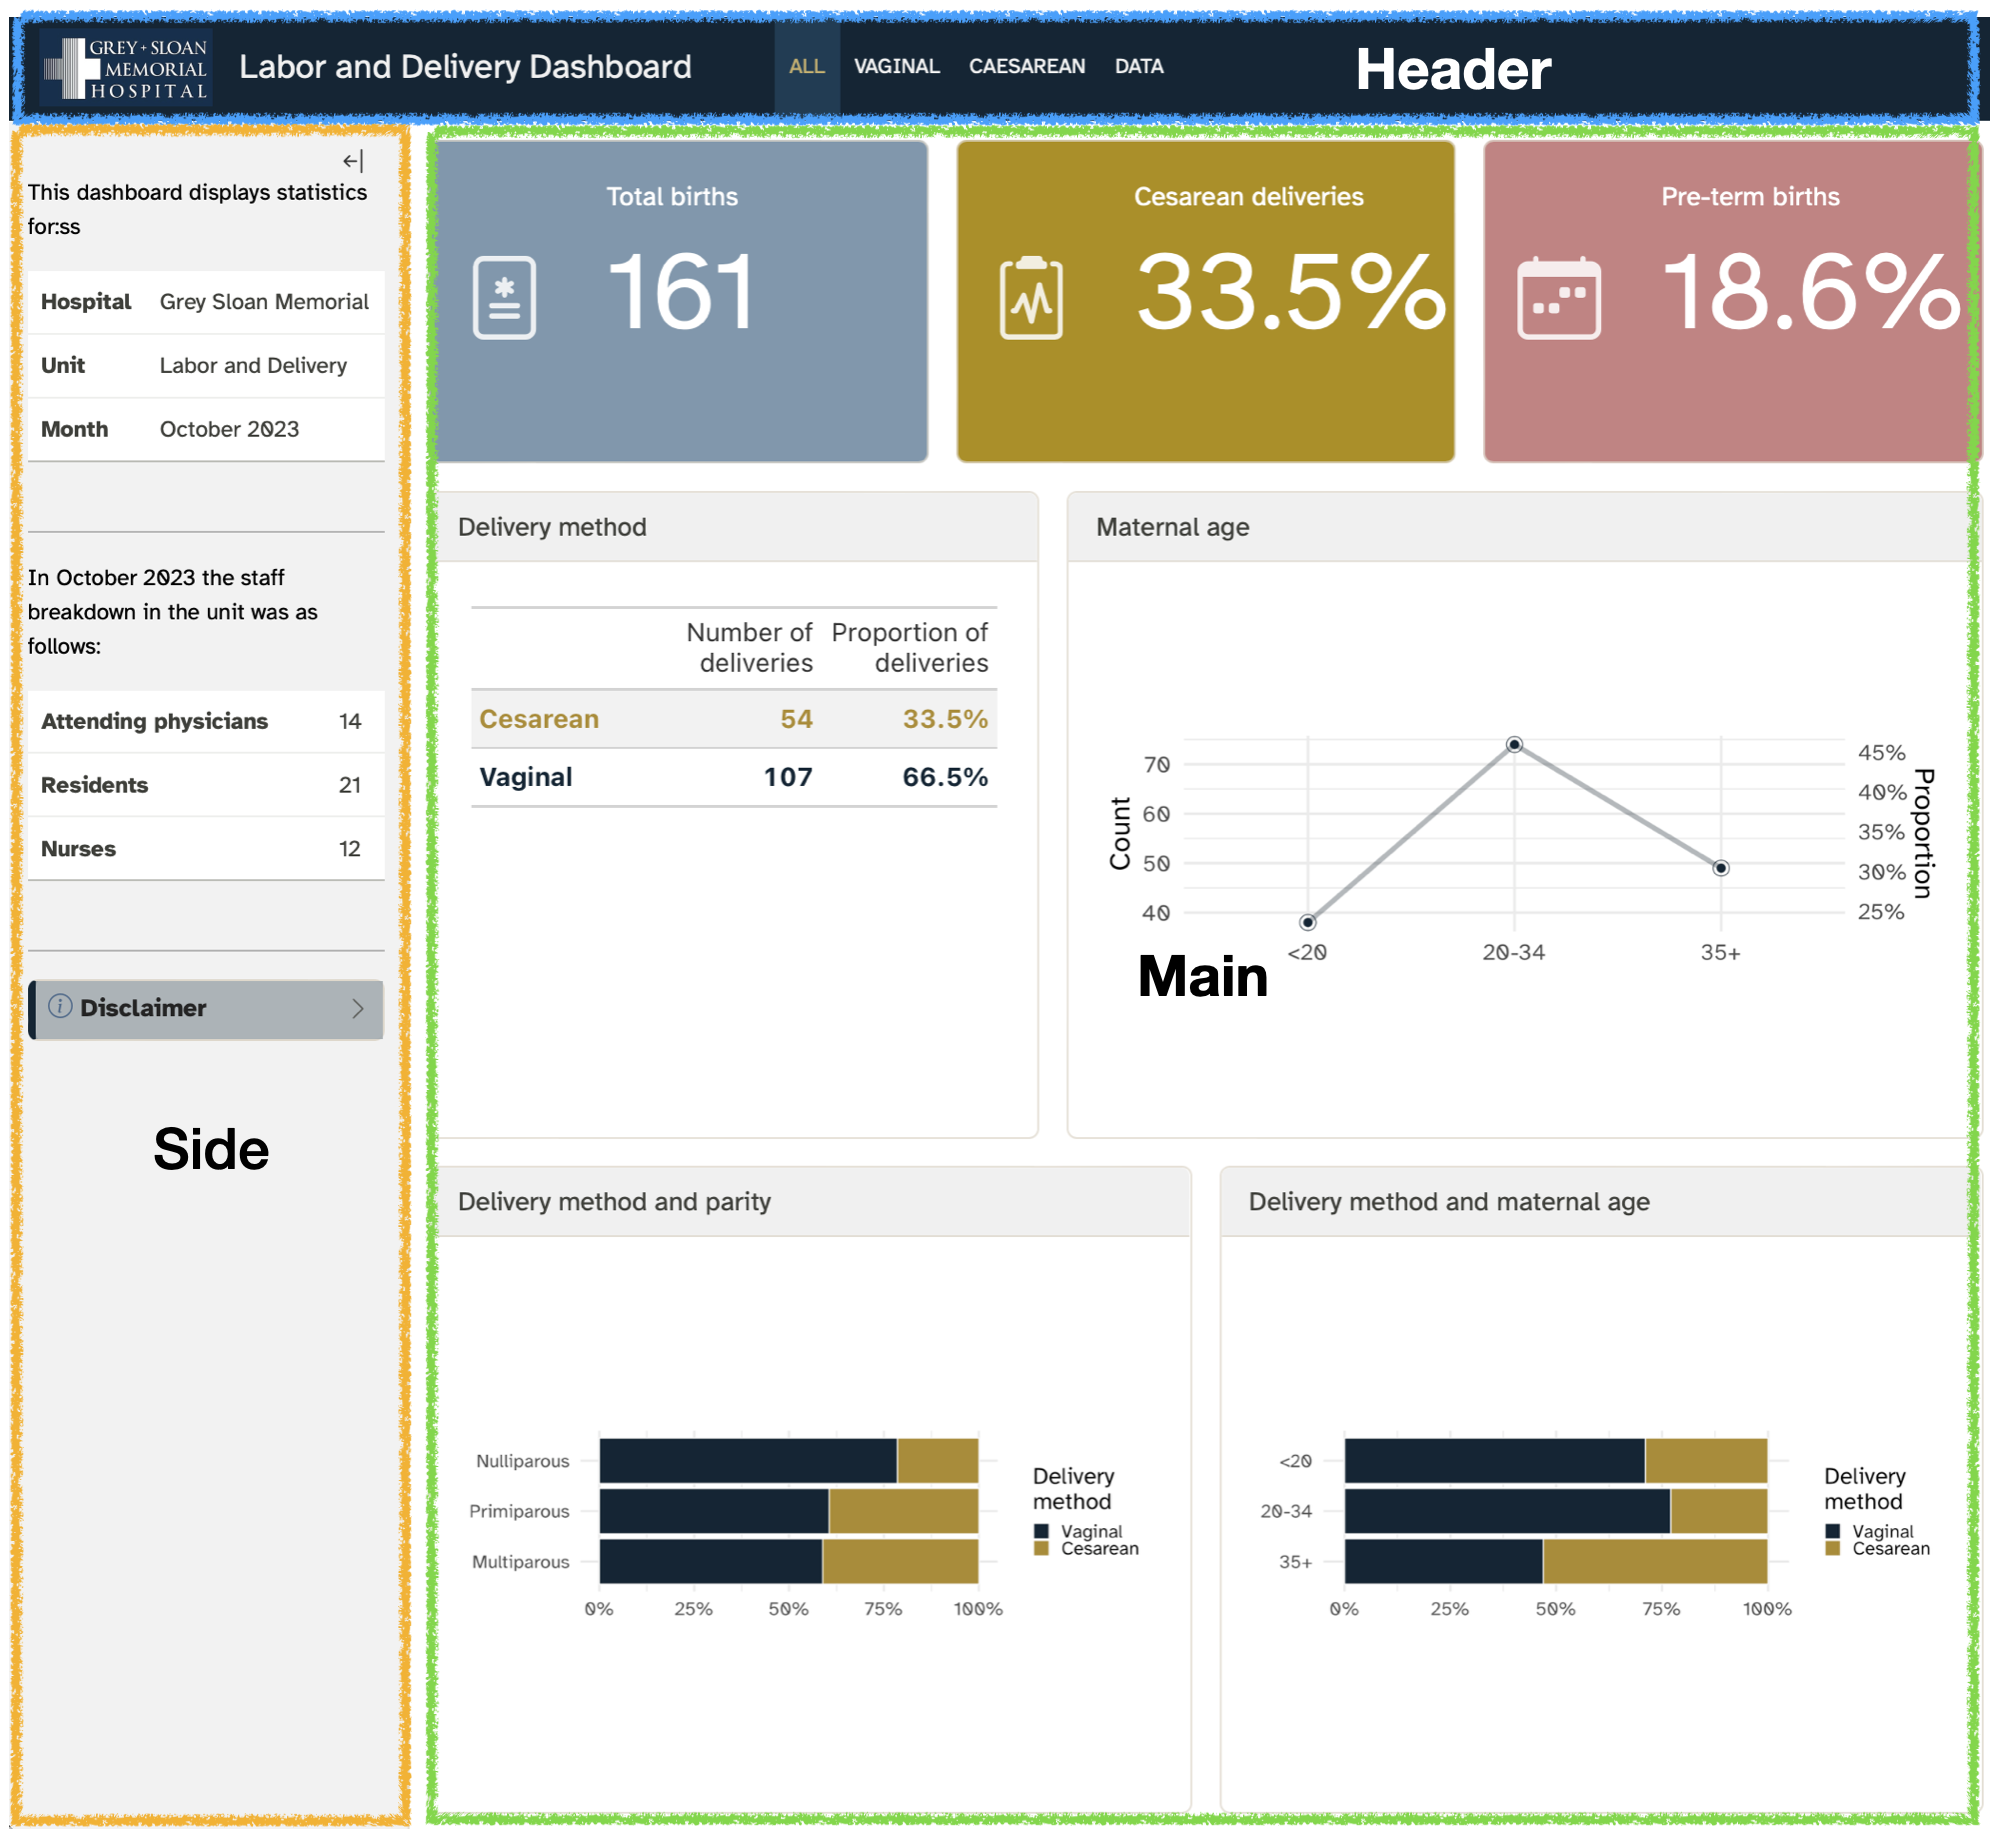 GREY + SLOAN
MEMORIAL
HOSPITAL
Labor and Delivery Dashboard
ALL VAGINAL CAESAREAN DATA
Header
This dashboard displays statistics
for:ss
Hospital Grey Sloan Memorial
Unit Labor and Delivery
Month October 2023
In October 2023 the staff
breakdown in the unit was as
follows:
Attending physicians 14
Residents 21
Nurses 12
Disclaimer
Side
Total births
161
Cesarean deliveries
33.5%
Pre-term births
18.6%
Delivery method
Number of Proportion of
deliveries deliveries
Cesarean 54 33.5%
Vaginal 107 66.5%
Maternal age
Count
70
60
50
40
<20 20-34 35+
45%
40%
35%
30%
25%
Proportion
Main
Delivery method and parity
Nulliparous
Primiparous
Multiparous
0% 25% 50% 75% 100%
Delivery
method
Vaginal
Cesarean
Delivery method and maternal age
<20
20-34
35+
0% 25% 50% 75% 100%
Delivery
method
Vaginal
Cesarean